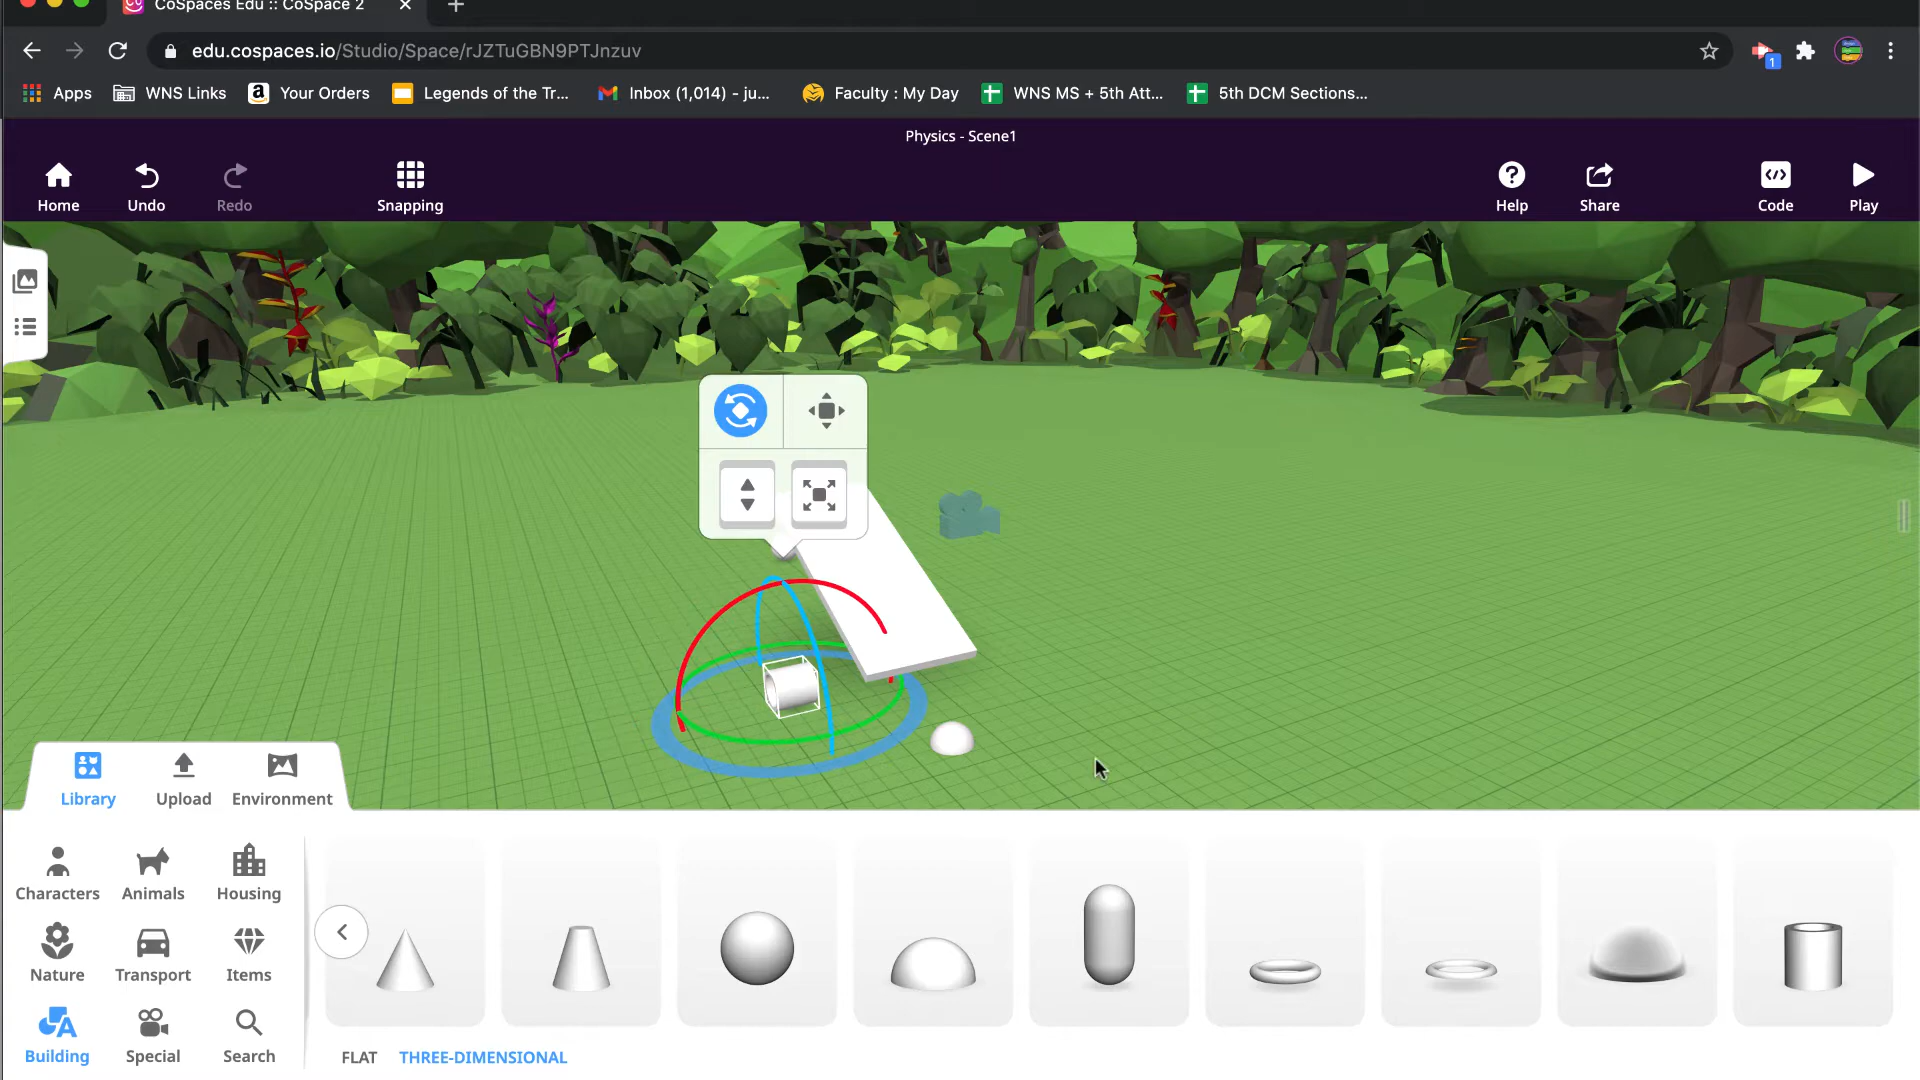 CoSpaces Edu :: CoSpace 2
edu.cospaces.io/Studio/Space/rJZTuGBN9PTJnzuv
1
Apps WNS Links Your Orders Legends of the Tr... Inbox (1,014) - ju... Faculty : My Day WNS MS + 5th Att... 5th DCM Sections...
Physics - Scene1
Home Undo Redo Snapping Help Share Code Play
Library Upload Environment
Characters Animals Housing
Nature Transport Items
Building Special Search
FLAT THREE-DIMENSIONAL